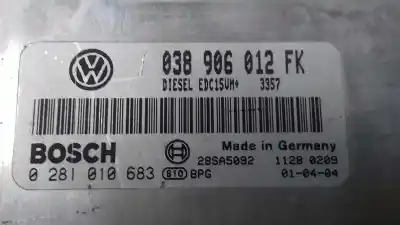 038 906 012 FK
DIESEL EDC15VM+ 3357
BOSCH
Made in Germany
28SA5092 1128 0209
0 281 010 683 BPG 01-04-04